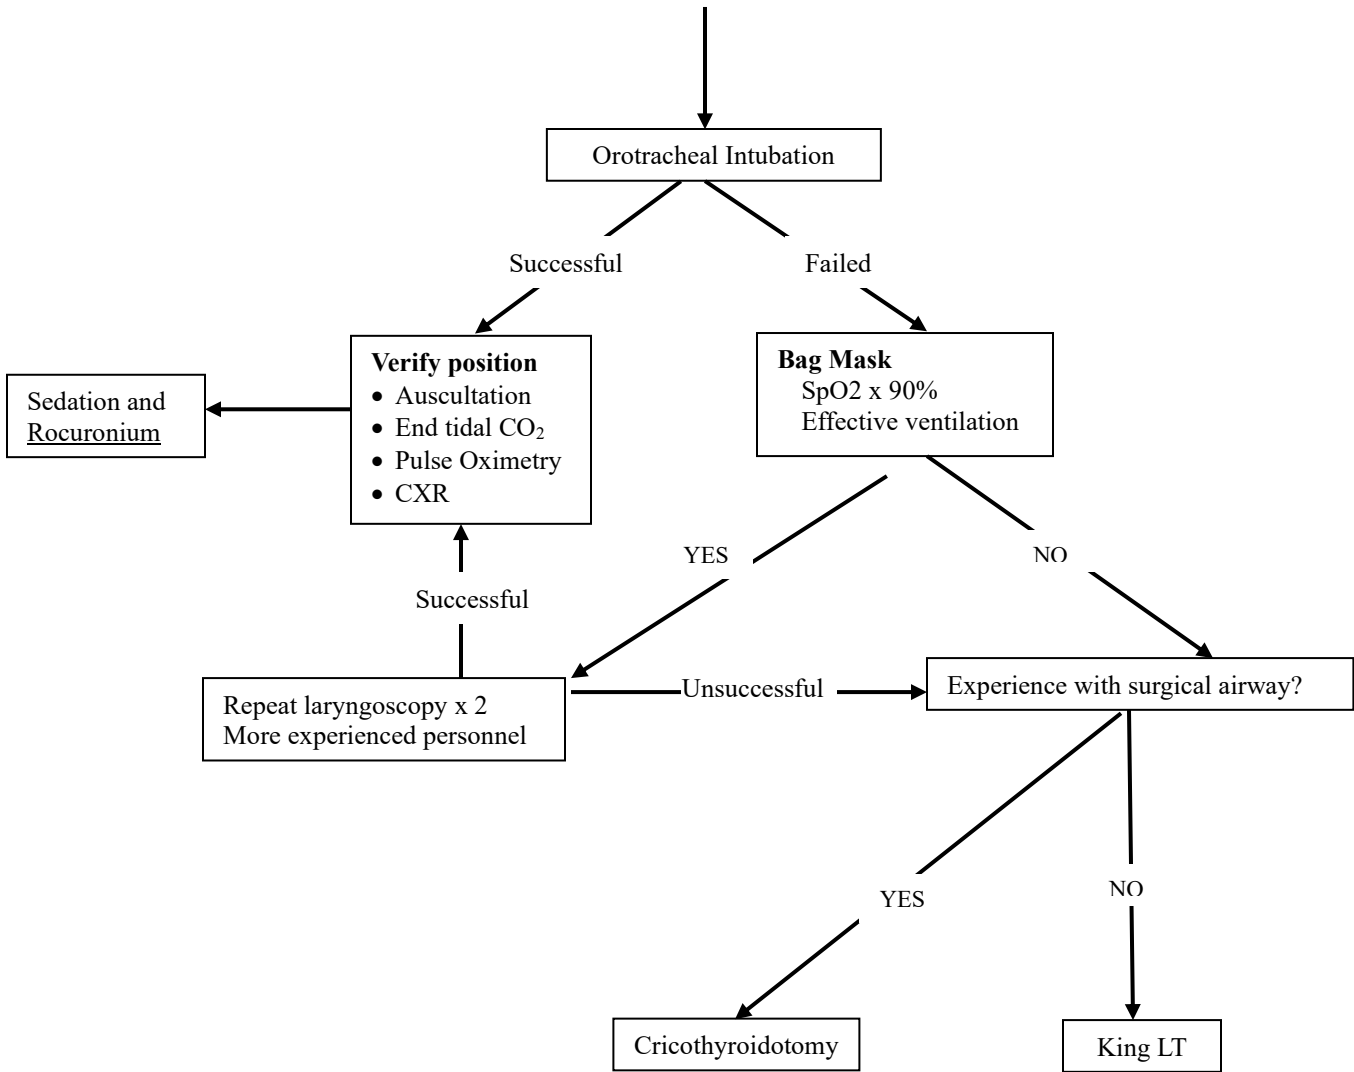 Orotracheal Intubation
Successful
Failed
Verify position
• Auscultation
• End tidal CO₂
• Pulse Oximetry
• CXR
Bag Mask
SpO2 x 90%
Effective ventilation
Sedation and
Rocuronium
YES
NO
Successful
Repeat laryngoscopy x 2
More experienced personnel
Unsuccessful
Experience with surgical airway?
YES
NO
Cricothyroidotomy
King LT